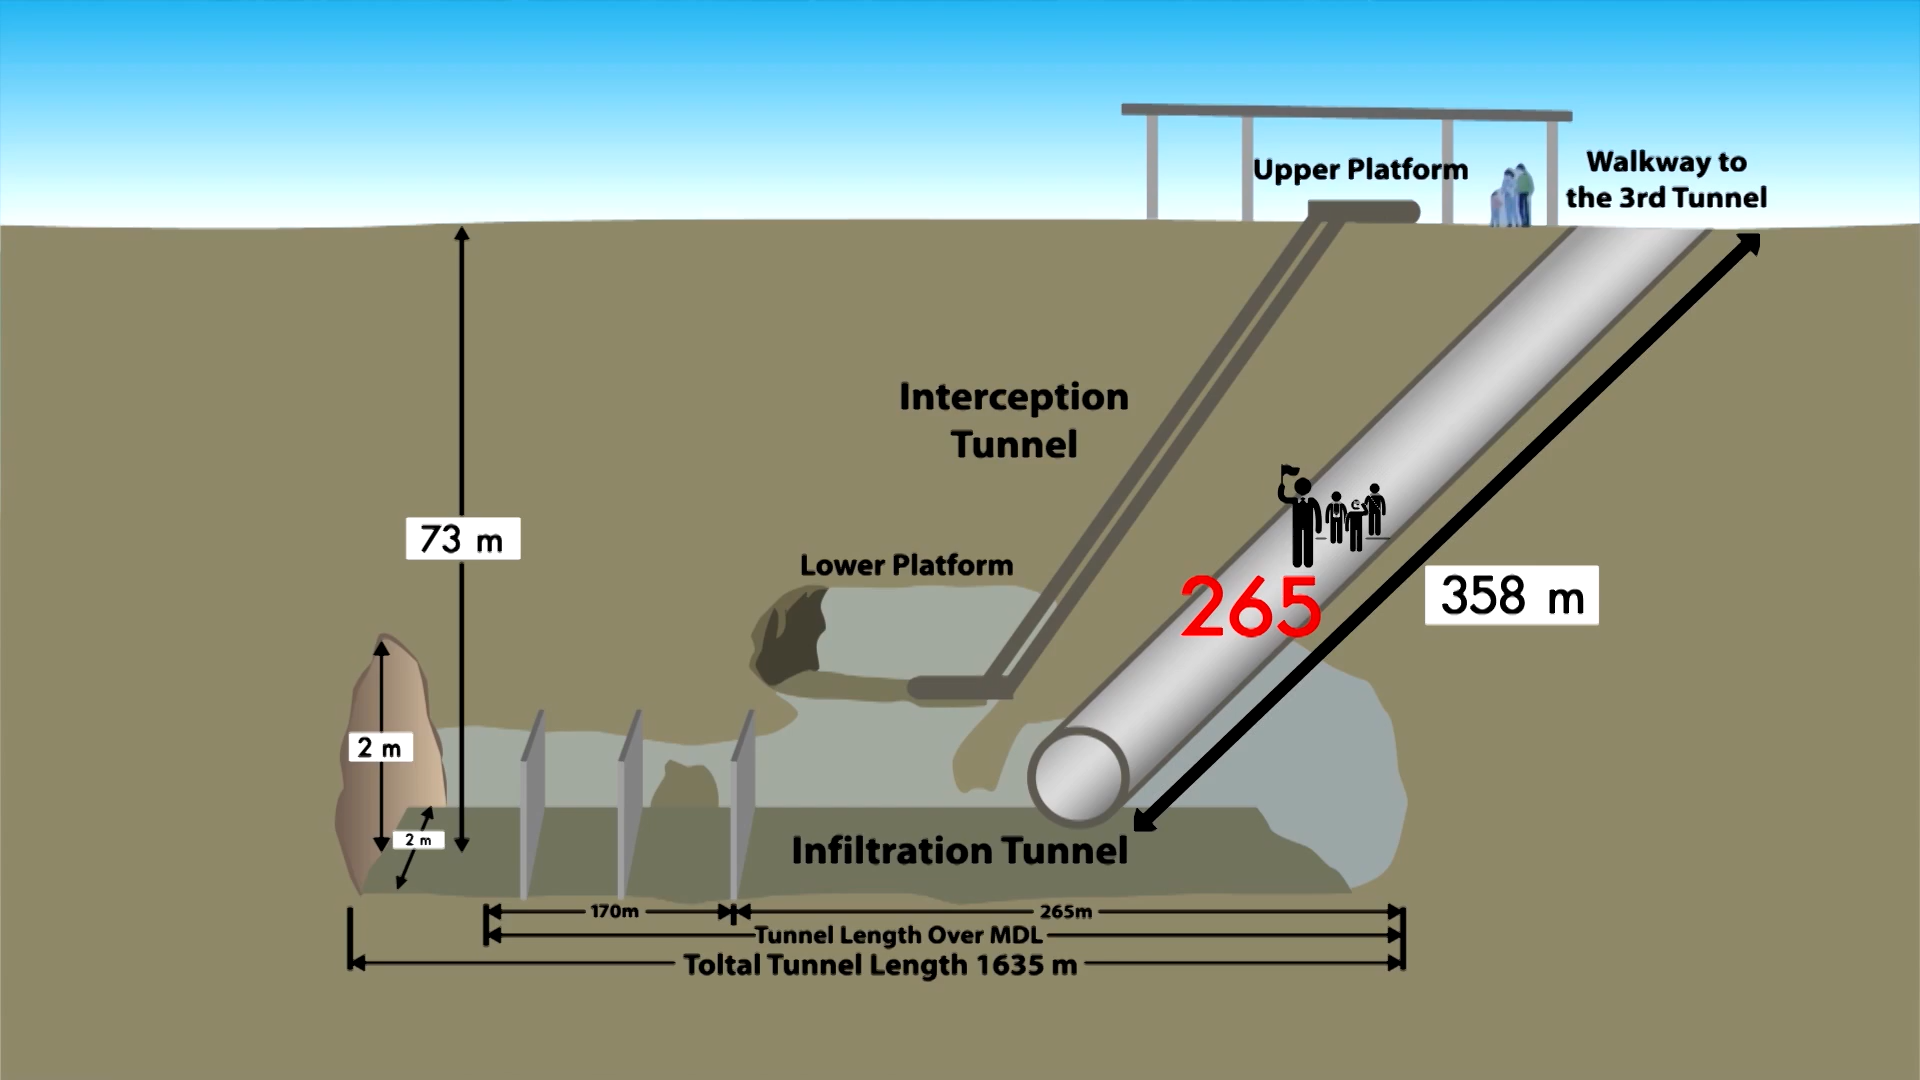 Upper Platform
Walkway to
the 3rd Tunnel
Interception
Tunnel
73 m
Lower Platform
265
358 m
2 m
2 m
Infiltration Tunnel
170m
265m
Tunnel Length Over MDL
Toltal Tunnel Length 1635 m